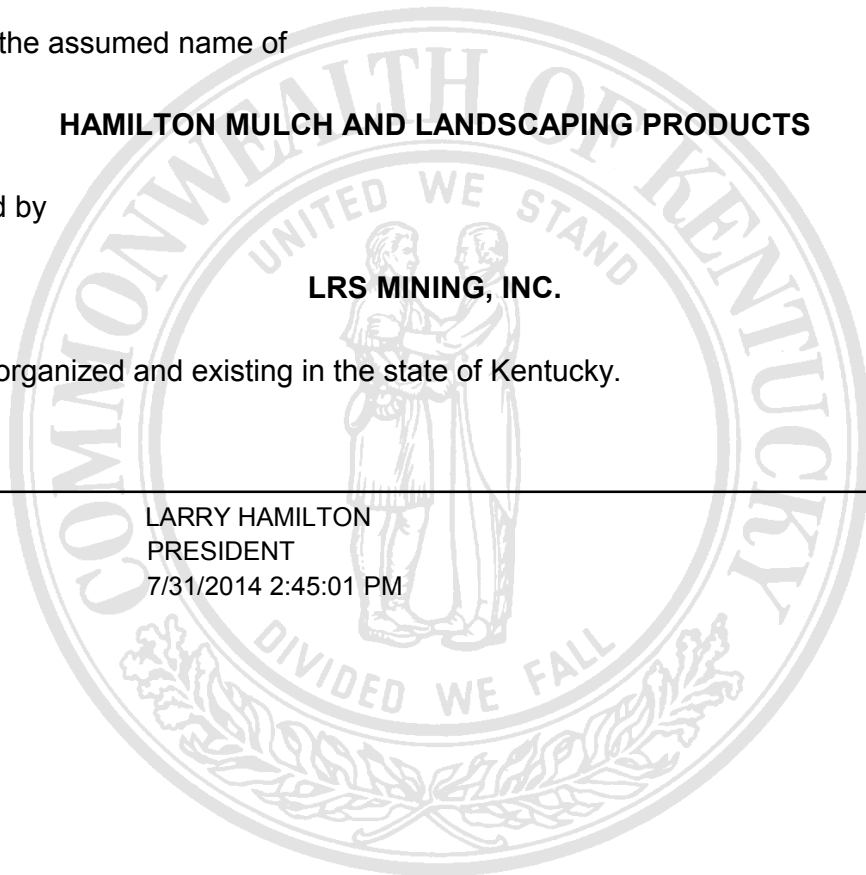 the assumed name of
HAMILTON MULCH AND LANDSCAPING PRODUCTS
d by
LRS MINING, INC.
organized and existing in the state of Kentucky.
LARRY HAMILTON
PRESIDENT
7/31/2014 2:45:01 PM
COMMONWEALTH OF KENTUCKY
UNITED WE STAND
DIVIDED WE FALL